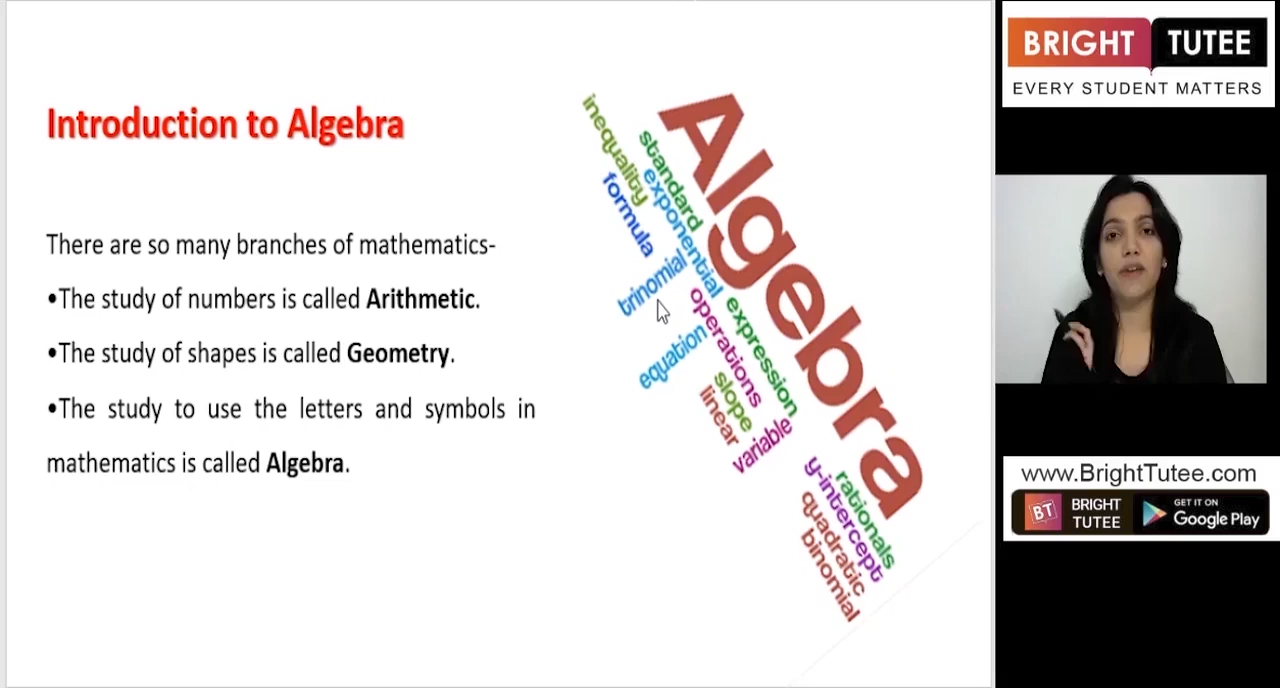 Introduction to Algebra
There are so many branches of mathematics-
•The study of numbers is called Arithmetic.
•The study of shapes is called Geometry.
•The study to use the letters and symbols in
mathematics is called Algebra.
Algebra
inequality
standard
exponential
formula
trinomial
operations
expression
equation
slope
linear
variable
rationals
y-intercept
quadratic
binomial
BRIGHT TUTEE
EVERY STUDENT MATTERS
www.BrightTutee.com
BT
BRIGHT
TUTEE
GET IT ON
Google Play